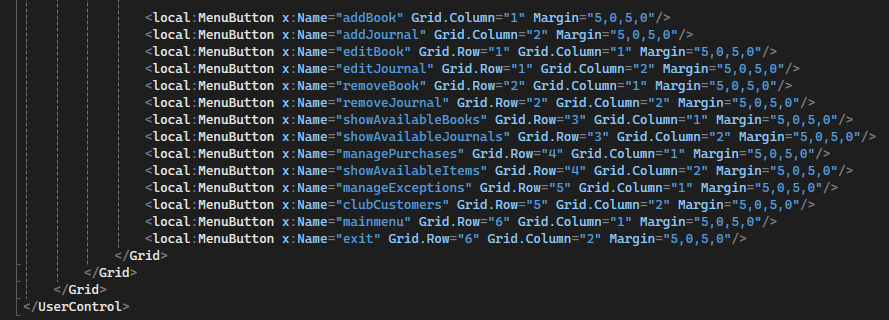 <local:MenuButton x:Name="addBook" Grid.Column="1" Margin="5,0,5,0"/>
<local:MenuButton x:Name="addJournal" Grid.Column="2" Margin="5,0,5,0"/>
<local:MenuButton x:Name="editBook" Grid.Row="1" Grid.Column="1" Margin="5,0,5,0"/>
<local:MenuButton x:Name="editJournal" Grid.Row="1" Grid.Column="2" Margin="5,0,5,0"/>
<local:MenuButton x:Name="removeBook" Grid.Row="2" Grid.Column="1" Margin="5,0,5,0"/>
<local:MenuButton x:Name="removeJournal" Grid.Row="2" Grid.Column="2" Margin="5,0,5,0"/>
<local:MenuButton x:Name="showAvailableBooks" Grid.Row="3" Grid.Column="1" Margin="5,0,5,0"/>
<local:MenuButton x:Name="showAvailableJournals" Grid.Row="3" Grid.Column="2" Margin="5,0,5,0"/>
<local:MenuButton x:Name="managePurchases" Grid.Row="4" Grid.Column="1" Margin="5,0,5,0"/>
<local:MenuButton x:Name="showAvailableItems" Grid.Row="4" Grid.Column="2" Margin="5,0,5,0"/>
<local:MenuButton x:Name="manageExceptions" Grid.Row="5" Grid.Column="1" Margin="5,0,5,0"/>
<local:MenuButton x:Name="clubCustomers" Grid.Row="5" Grid.Column="2" Margin="5,0,5,0"/>
<local:MenuButton x:Name="mainmenu" Grid.Row="6" Grid.Column="1" Margin="5,0,5,0"/>
<local:MenuButton x:Name="exit" Grid.Row="6" Grid.Column="2" Margin="5,0,5,0"/>
</Grid>
</Grid>
</Grid>
</UserControl>